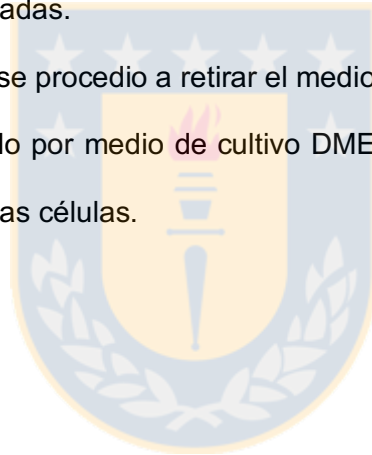 adas.
se procedio a retirar el medio
lo por medio de cultivo DME
as células.